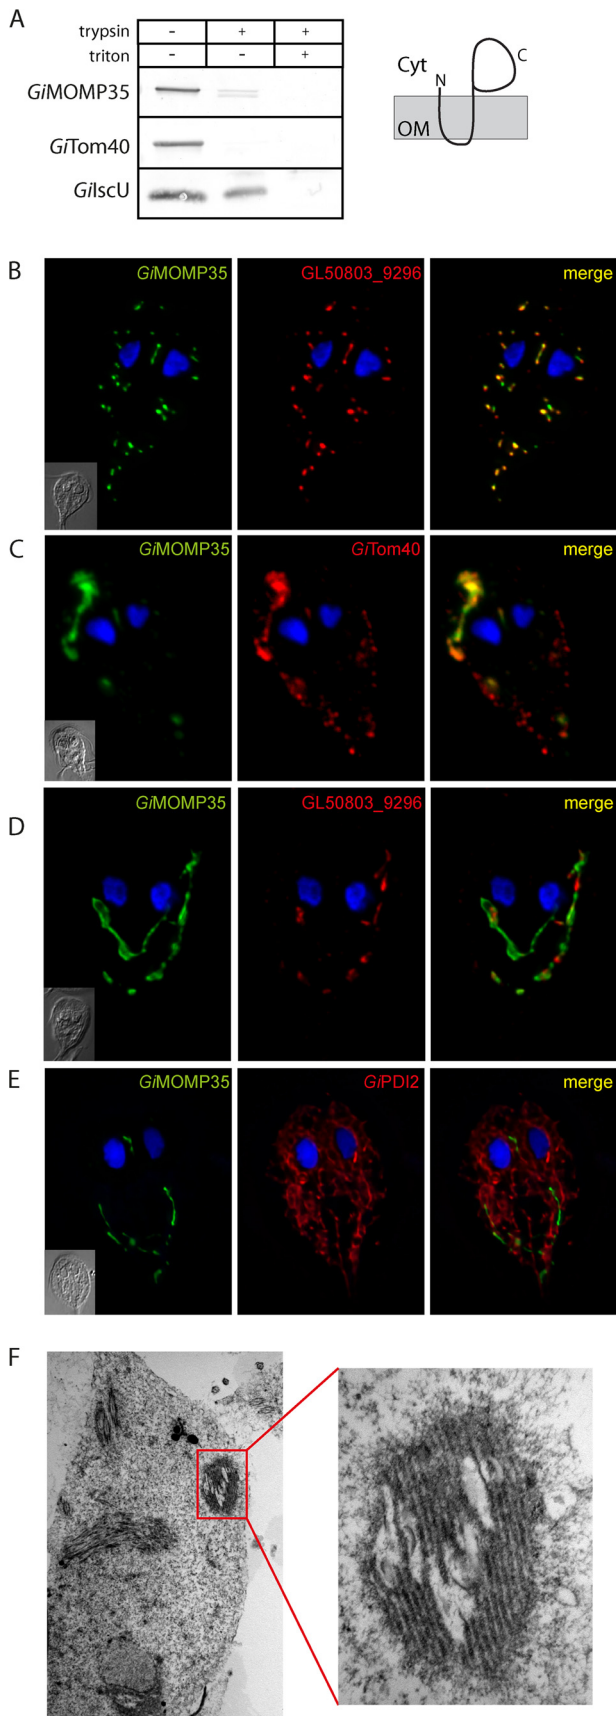 A
trypsin - + +
triton - - +
GiMOMP35
GiTom40
GiIscU
Cyt N C
OM
B
GiMOMP35 GL50803_9296 merge
C
GiMOMP35 GiTom40 merge
D
GiMOMP35 GL50803_9296 merge
E
GiMOMP35 GiPDI2 merge
F